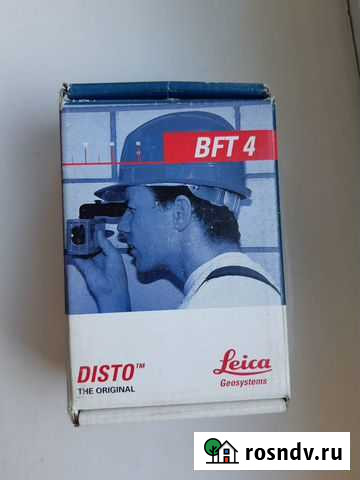 BFT 4
DISTO™
THE ORIGINAL
Leica
Geosystems
rosndv.ru